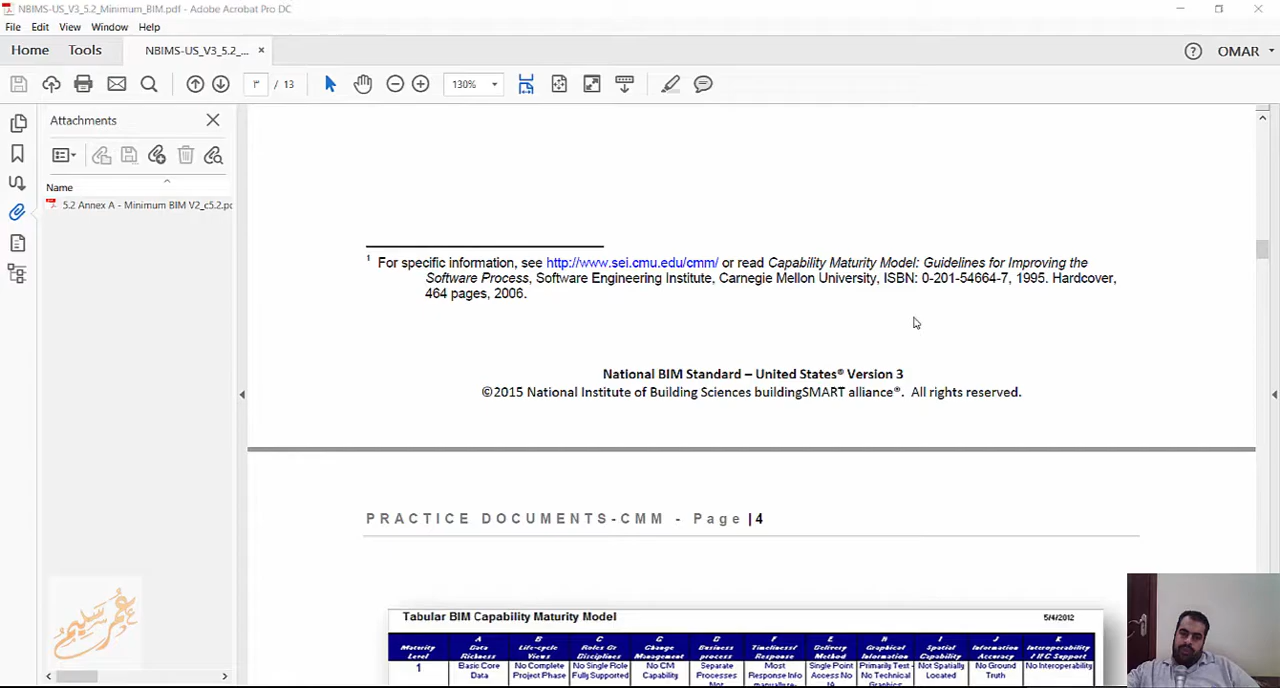 NBIMS-US_V3_5.2_Minimum_BIM.pdf - Adobe Acrobat Pro DC
File Edit View Window Help
Home Tools NBIMS-US_V3_5.2_... × OMAR
٣ / 13 130%
Attachments
Name
5.2 Annex A - Minimum BIM V2_c5.2.pd
1 For specific information, see http://www.sei.cmu.edu/cmm/ or read Capability Maturity Model: Guidelines for Improving the
Software Process, Software Engineering Institute, Carnegie Mellon University, ISBN: 0-201-54664-7, 1995. Hardcover,
464 pages, 2006.
National BIM Standard – United States® Version 3
©2015 National Institute of Building Sciences buildingSMART alliance®. All rights reserved.
PRACTICE DOCUMENTS-CMM - Page |4
Tabular BIM Capability Maturity Model 5/4/2012
A B C G D F E H I J K
Maturity Level Data Richness Life-cycle Views Roles Or Disciplines Change Management Business process Timeliness/ Response Delivery Method Graphical Information Spatial Capability Information Accuracy Interoperability / IFC Support
1 Basic Core Data No Complete Project Phase No Single Role Fully Supported No CM Capability Separate Processes Not Most Response Info Single Point Access No Primarily Text - No Technical Not Spatially Located No Ground Truth No Interoperability
عمر سليم